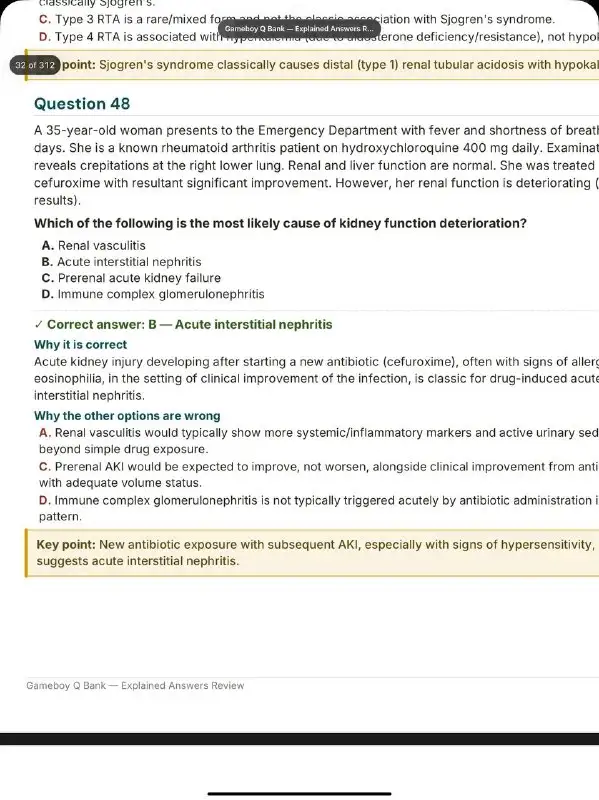 classically Sjogren's.
C. Type 3 RTA is a rare/mixed form and not the classic association with Sjogren's syndrome.
Gameboy Q Bank — Explained Answers R...
D. Type 4 RTA is associated with hyperkalemia (due to aldosterone deficiency/resistance), not hypok
32 of 312
point: Sjogren's syndrome classically causes distal (type 1) renal tubular acidosis with hypokal
Question 48
A 35-year-old woman presents to the Emergency Department with fever and shortness of breath
days. She is a known rheumatoid arthritis patient on hydroxychloroquine 400 mg daily. Examinat
reveals crepitations at the right lower lung. Renal and liver function are normal. She was treated
cefuroxime with resultant significant improvement. However, her renal function is deteriorating (
results).
Which of the following is the most likely cause of kidney function deterioration?
A. Renal vasculitis
B. Acute interstitial nephritis
C. Prerenal acute kidney failure
D. Immune complex glomerulonephritis
✓ Correct answer: B — Acute interstitial nephritis
Why it is correct
Acute kidney injury developing after starting a new antibiotic (cefuroxime), often with signs of allerg
eosinophilia, in the setting of clinical improvement of the infection, is classic for drug-induced acute
interstitial nephritis.
Why the other options are wrong
A. Renal vasculitis would typically show more systemic/inflammatory markers and active urinary sed
beyond simple drug exposure.
C. Prerenal AKI would be expected to improve, not worsen, alongside clinical improvement from anti
with adequate volume status.
D. Immune complex glomerulonephritis is not typically triggered acutely by antibiotic administration i
pattern.
Key point: New antibiotic exposure with subsequent AKI, especially with signs of hypersensitivity,
suggests acute interstitial nephritis.
Gameboy Q Bank — Explained Answers Review